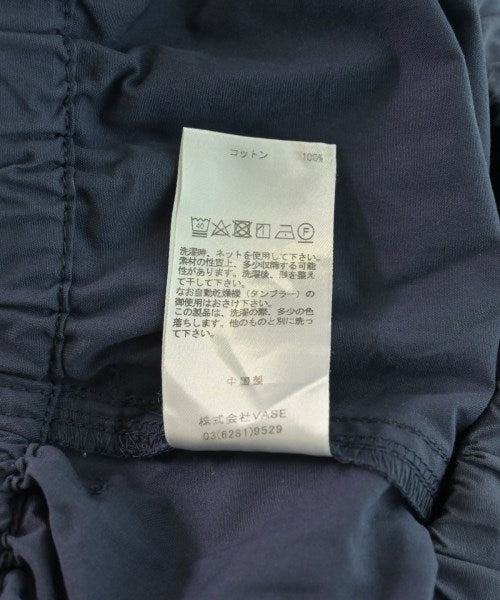 コットン 100%
40
洗濯時、ネットを使用して下さい。
素材の性質上、多少収縮する可能
性があります。洗濯後、形を整え
て干して下さい。
なお自動乾燥機(タンブラー)の
御使用はおさけ下さい。
この製品は、洗濯の際、多少の色
落ちします。他のものと別に洗っ
て下さい。
中国製
株式会社VASE
03(6281)9529